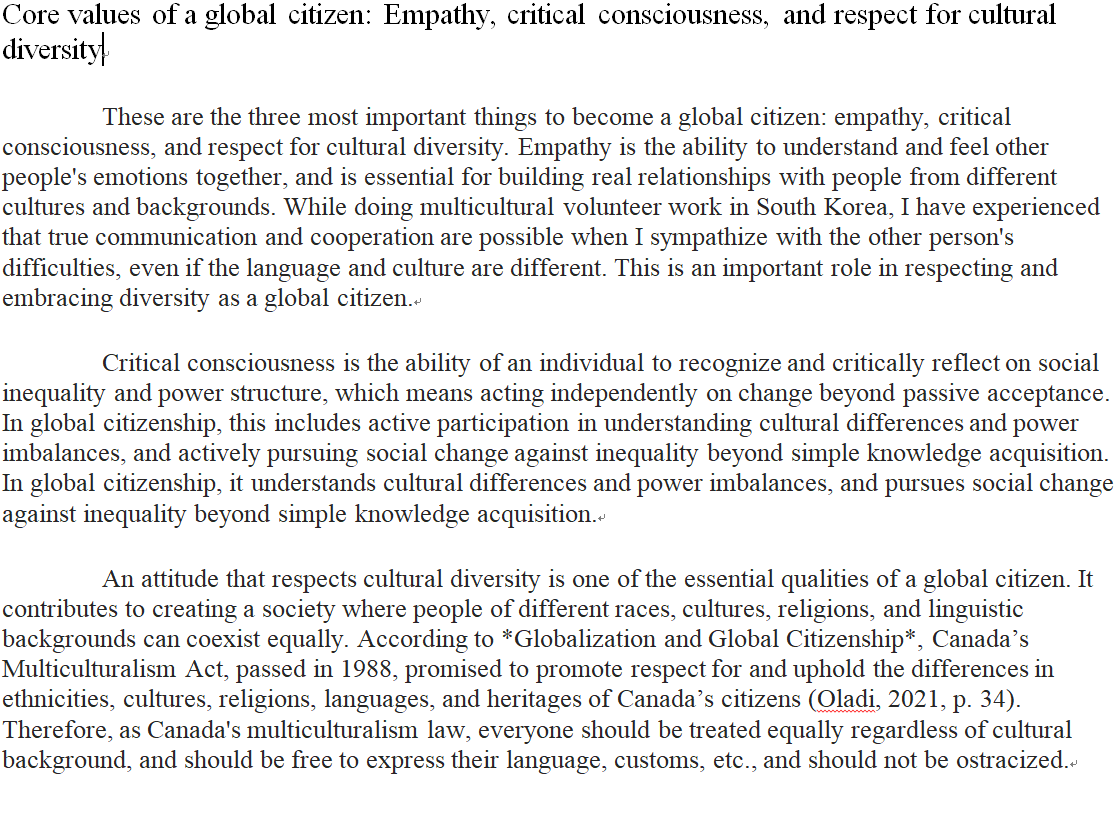 Core values of a global citizen: Empathy, critical consciousness, and respect for cultural
diversity
These are the three most important things to become a global citizen: empathy, critical
consciousness, and respect for cultural diversity. Empathy is the ability to understand and feel other
people's emotions together, and is essential for building real relationships with people from different
cultures and backgrounds. While doing multicultural volunteer work in South Korea, I have experienced
that true communication and cooperation are possible when I sympathize with the other person's
difficulties, even if the language and culture are different. This is an important role in respecting and
embracing diversity as a global citizen.
Critical consciousness is the ability of an individual to recognize and critically reflect on social
inequality and power structure, which means acting independently on change beyond passive acceptance.
In global citizenship, this includes active participation in understanding cultural differences and power
imbalances, and actively pursuing social change against inequality beyond simple knowledge acquisition.
In global citizenship, it understands cultural differences and power imbalances, and pursues social change
against inequality beyond simple knowledge acquisition.
An attitude that respects cultural diversity is one of the essential qualities of a global citizen. It
contributes to creating a society where people of different races, cultures, religions, and linguistic
backgrounds can coexist equally. According to *Globalization and Global Citizenship*, Canada’s
Multiculturalism Act, passed in 1988, promised to promote respect for and uphold the differences in
ethnicities, cultures, religions, languages, and heritages of Canada’s citizens (Oladi, 2021, p. 34).
Therefore, as Canada's multiculturalism law, everyone should be treated equally regardless of cultural
background, and should be free to express their language, customs, etc., and should not be ostracized.